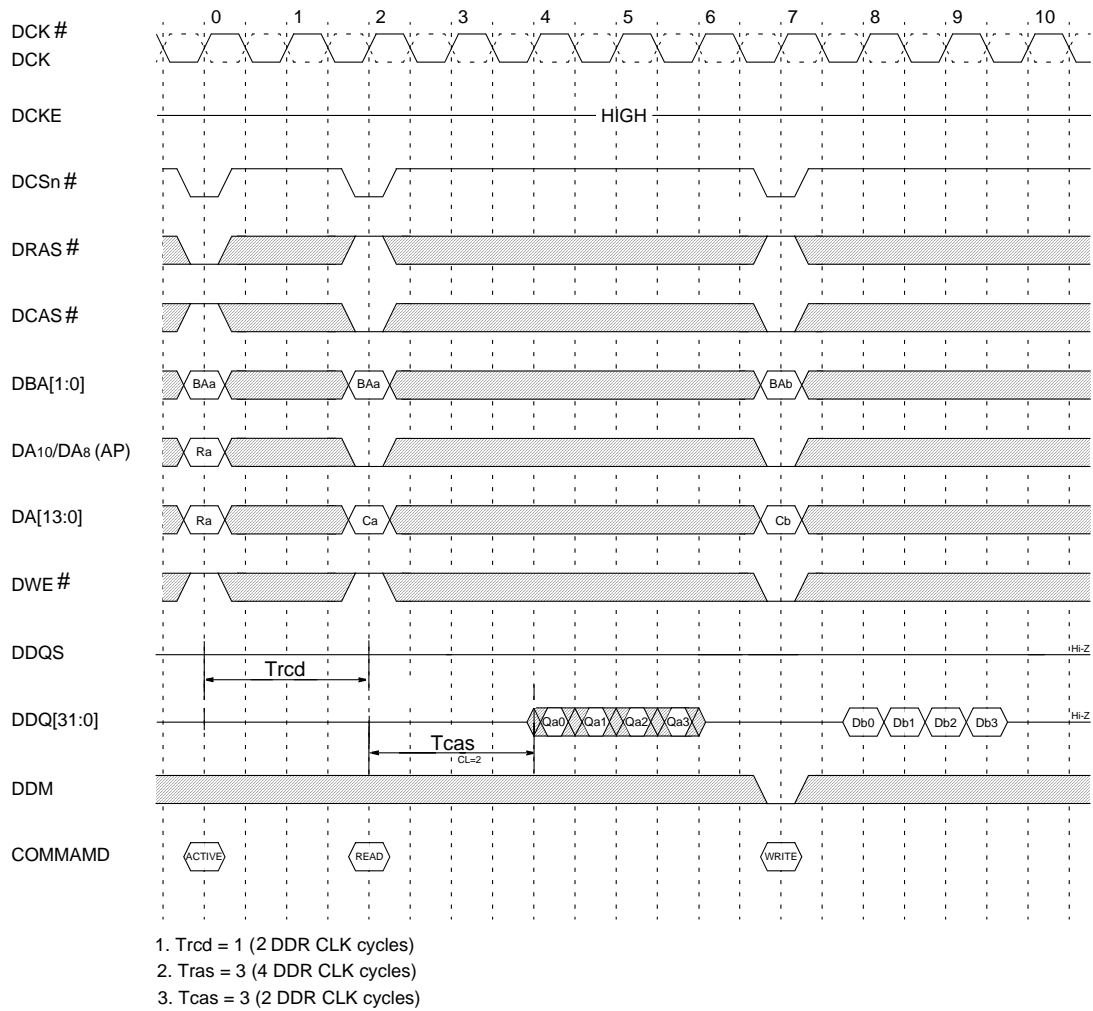 0 1 2 3 4 5 6 7 8 9 10
DCK #
DCK
DCKE HIGH
DCSn #
DRAS #
DCAS #
DBA[1:0] BAa BAa BAb
DA10/DA8 (AP) Ra
DA[13:0] Ra Ca Cb
DWE #
DDQS Hi-Z
Trcd
DDQ[31:0] Qa0 Qa1 Qa2 Qa3 Db0 Db1 Db2 Db3 Hi-Z
Tcas
CL=2
DDM
COMMAMD ACTIVE READ WRITE
1. Trcd = 1 (2 DDR CLK cycles)
2. Tras = 3 (4 DDR CLK cycles)
3. Tcas = 3 (2 DDR CLK cycles)